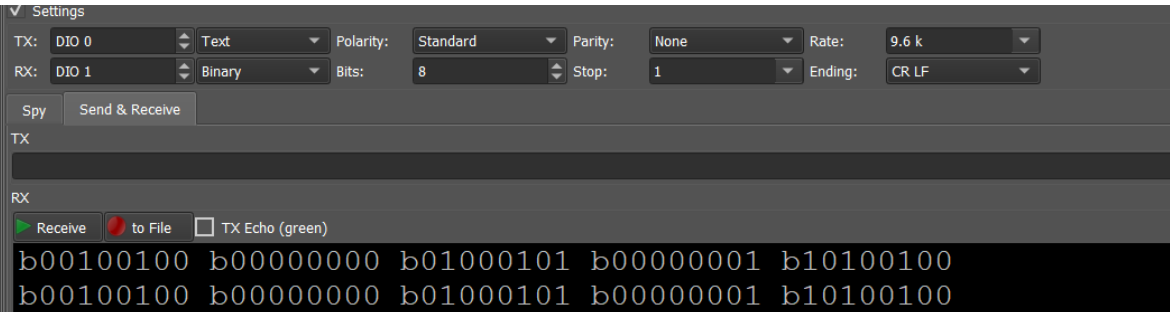 Settings
TX: DIO 0 Text Polarity: Standard Parity: None Rate: 9.6 k
RX: DIO 1 Binary Bits: 8 Stop: 1 Ending: CR LF
Spy Send & Receive
TX
RX
Receive to File TX Echo (green)
b00100100 b00000000 b01000101 b00000001 b10100100
b00100100 b00000000 b01000101 b00000001 b10100100